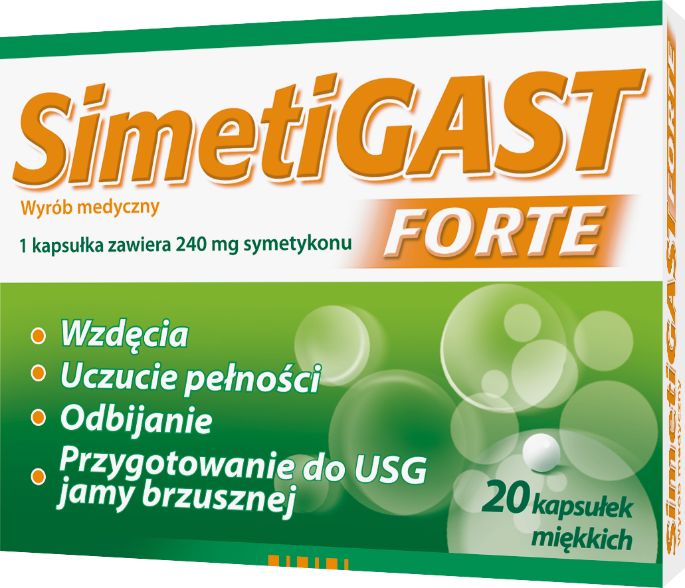 SimetiGAST
Wyrób medyczny
1 kapsułka zawiera 240 mg symetykonu
FORTE
Wzdęcia
Uczucie pełności
Odbijanie
Przygotowanie do USG
jamy brzusznej
20 kapsułek
miękkich
SimetiGAST FORTE
Wyrób medyczny